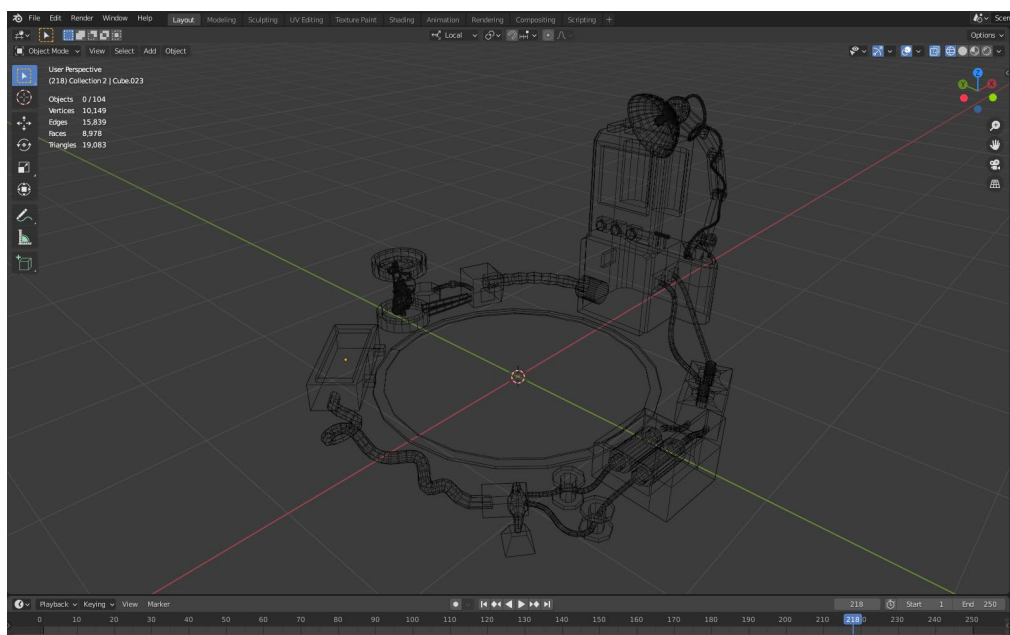 File Edit Render Window Help Layout Modeling Sculpting UV Editing Texture Paint Shading Animation Rendering Compositing Scripting + Scen
Local Options
Object Mode View Select Add Object
User Perspective
(218) Collection 2 | Cube.023
Objects 0/104
Vertices 10,149
Edges 15,839
Faces 8,978
Triangles 19,083
Z
Y
X
Playback Keying View Marker 218 Start 1 End 250
0 10 20 30 40 50 60 70 80 90 100 110 120 130 140 150 160 170 180 190 200 210 218 230 240 250